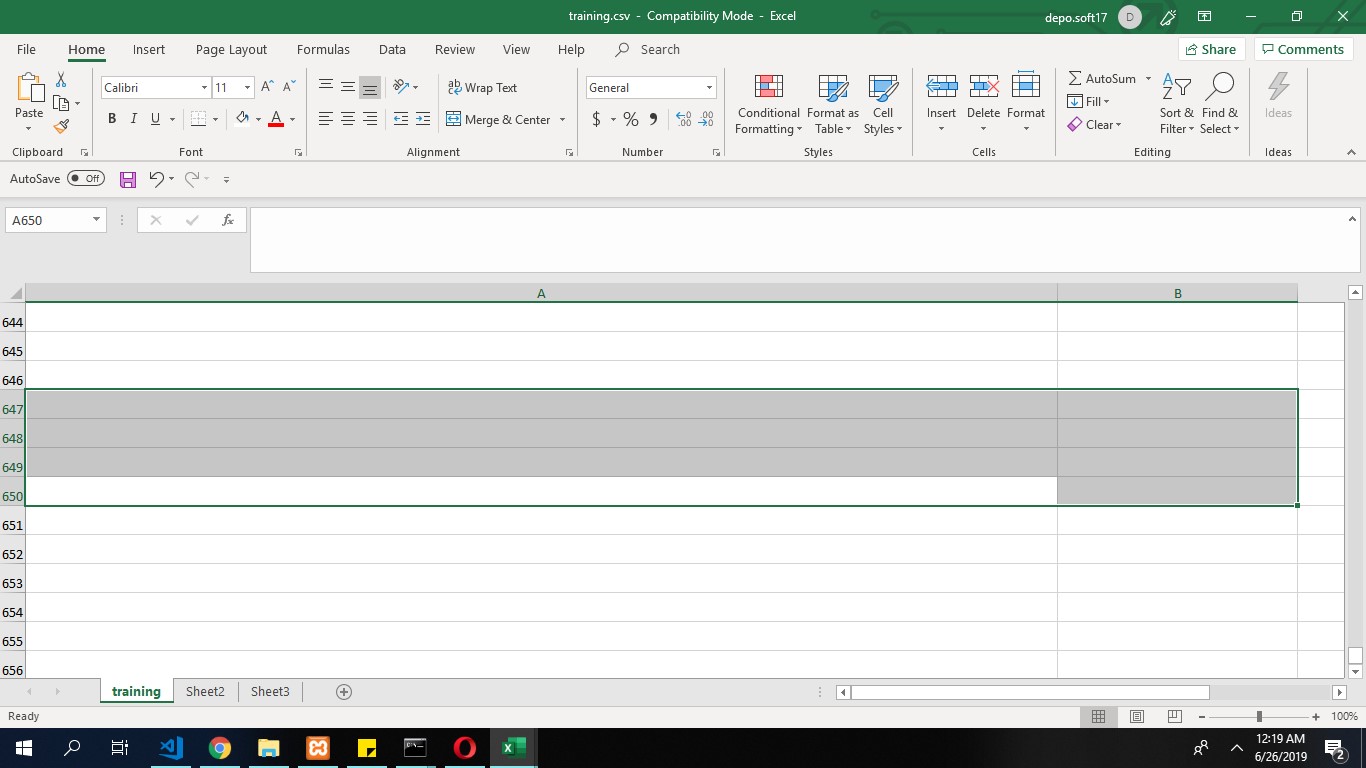 training.csv - Compatibility Mode - Excel
depo.soft17
D
File Home Insert Page Layout Formulas Data Review View Help Search
Share
Comments
Paste
Calibri 11
Wrap Text
General
B I U A
Merge & Center
$ % 9
Conditional Formatting
Format as Table
Cell Styles
Insert
Delete
Format
AutoSum
Fill
Clear
Sort & Filter
Find & Select
Ideas
Clipboard Font Alignment Number Styles Cells Editing Ideas
AutoSave Off
A650 fx
A B
644
645
646
647
648
649
650
651
652
653
654
655
656
training Sheet2 Sheet3
Ready 100%
12:19 AM
6/26/2019
2